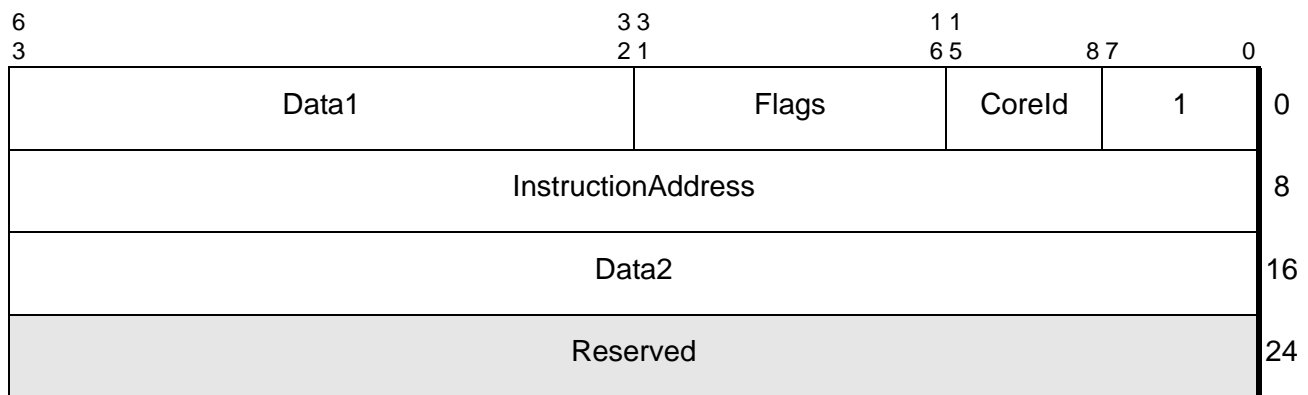 6 3 3 1 1
3 2 1 6 5 8 7 0
Data1 Flags CoreId 1 0
InstructionAddress 8
Data2 16
Reserved 24